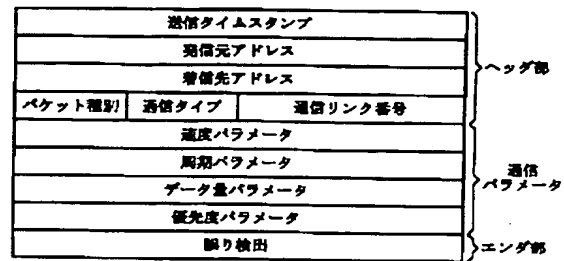 送信タイムスタンプ
発信元アドレス
着信先アドレス
ヘッダ部
パケット種別 通信タイプ 通信リンク番号
速度パラメータ
周期パラメータ
データ量パラメータ
優先度パラメータ
通信
パラメータ
誤り検出
エンダ部